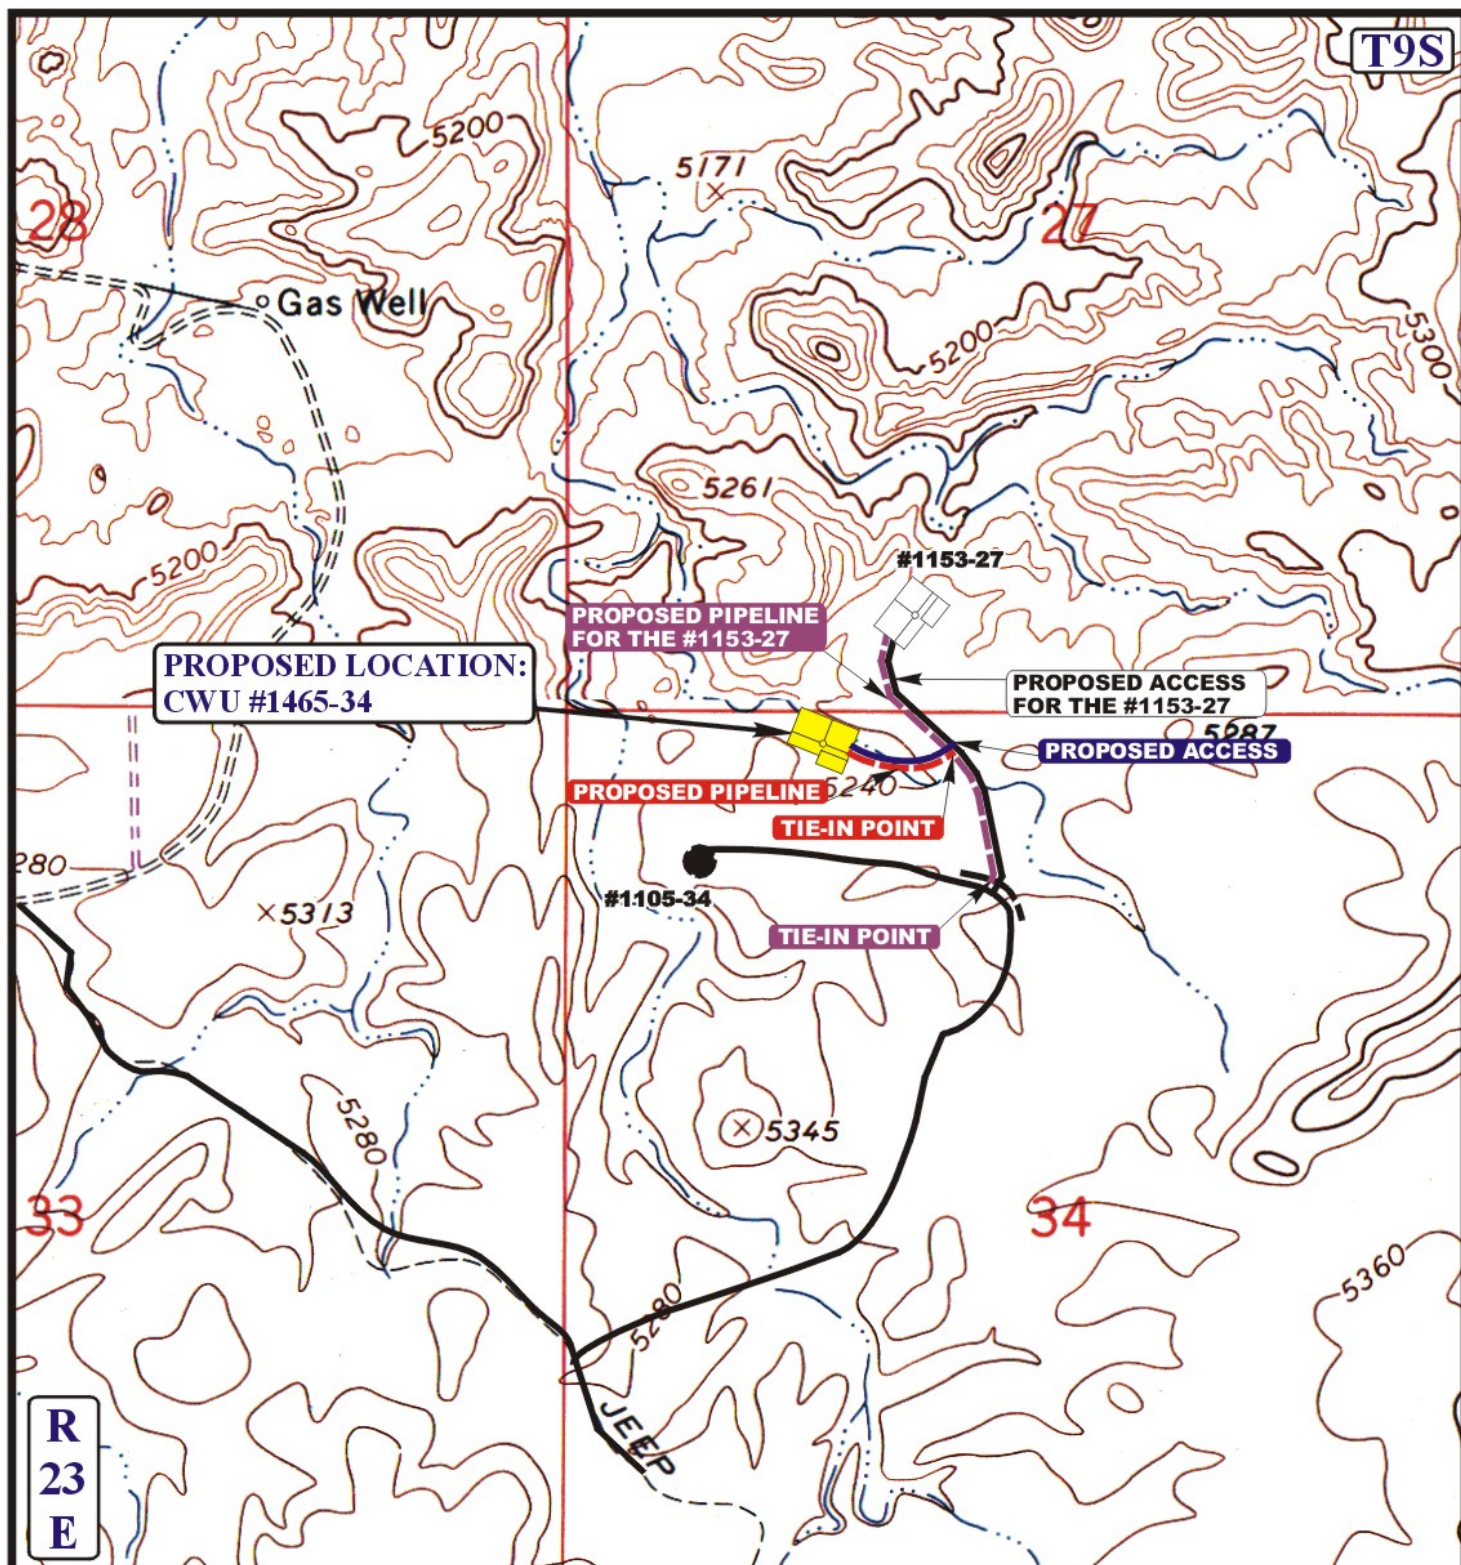 T9S
5200
5171
28
27
Gas Well
5200
5300
5261
5200
#1153-27
PROPOSED PIPELINE
FOR THE #1153-27
PROPOSED LOCATION:
CWU #1465-34
PROPOSED ACCESS
FOR THE #1153-27
5287
PROPOSED ACCESS
PROPOSED PIPELINE
5240
TIE-IN POINT
280
#1105-34
5313
TIE-IN POINT
5280
5345
33
34
5360
5280
JEEP
R
23
E